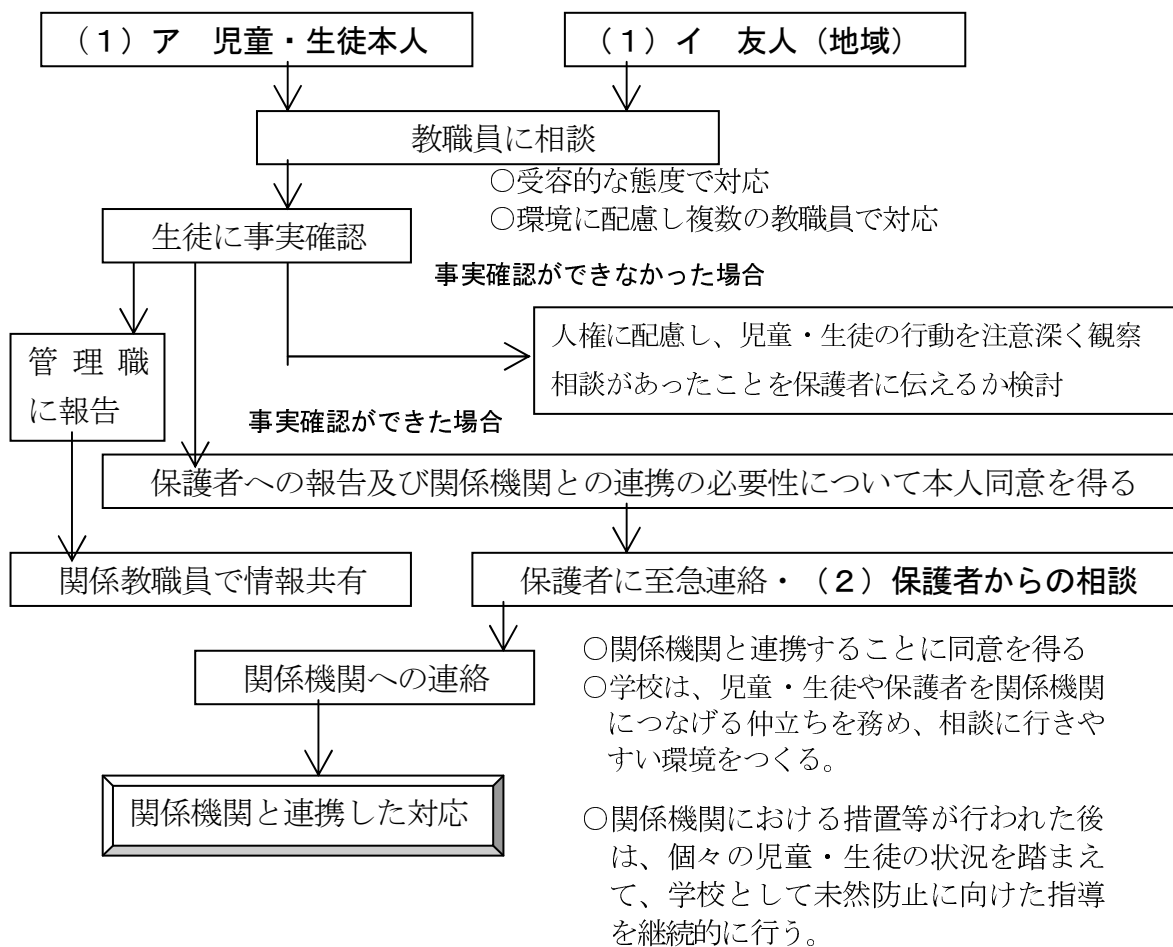 （１）ア　児童・生徒本人
（１）イ　友人（地域）
教職員に相談
○受容的な態度で対応
○環境に配慮し複数の教職員で対応
生徒に事実確認
事実確認ができなかった場合
人権に配慮し、児童・生徒の行動を注意深く観察
相談があったことを保護者に伝えるか検討
管理職
に報告
事実確認ができた場合
保護者への報告及び関係機関との連携の必要性について本人同意を得る
関係教職員で情報共有
保護者に至急連絡・（２）保護者からの相談
関係機関への連絡
○関係機関と連携することに同意を得る
○学校は、児童・生徒や保護者を関係機関
につなげる仲立ちを務め、相談に行きや
すい環境をつくる。
関係機関と連携した対応
○関係機関における措置等が行われた後
は、個々の児童・生徒の状況を踏まえ
て、学校として未然防止に向けた指導
を継続的に行う。